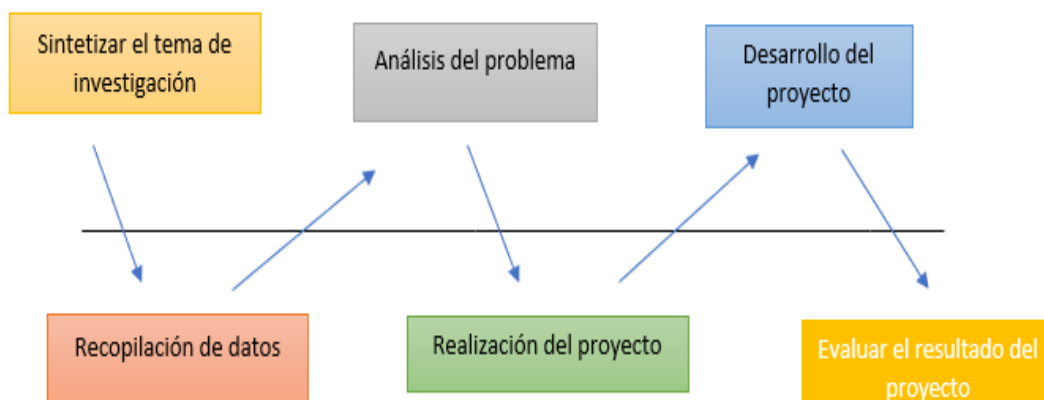 Sintetizar el tema de
investigación
Análisis del problema
Desarrollo del
proyecto
Recopilación de datos
Realización del proyecto
Evaluar el resultado del
proyecto